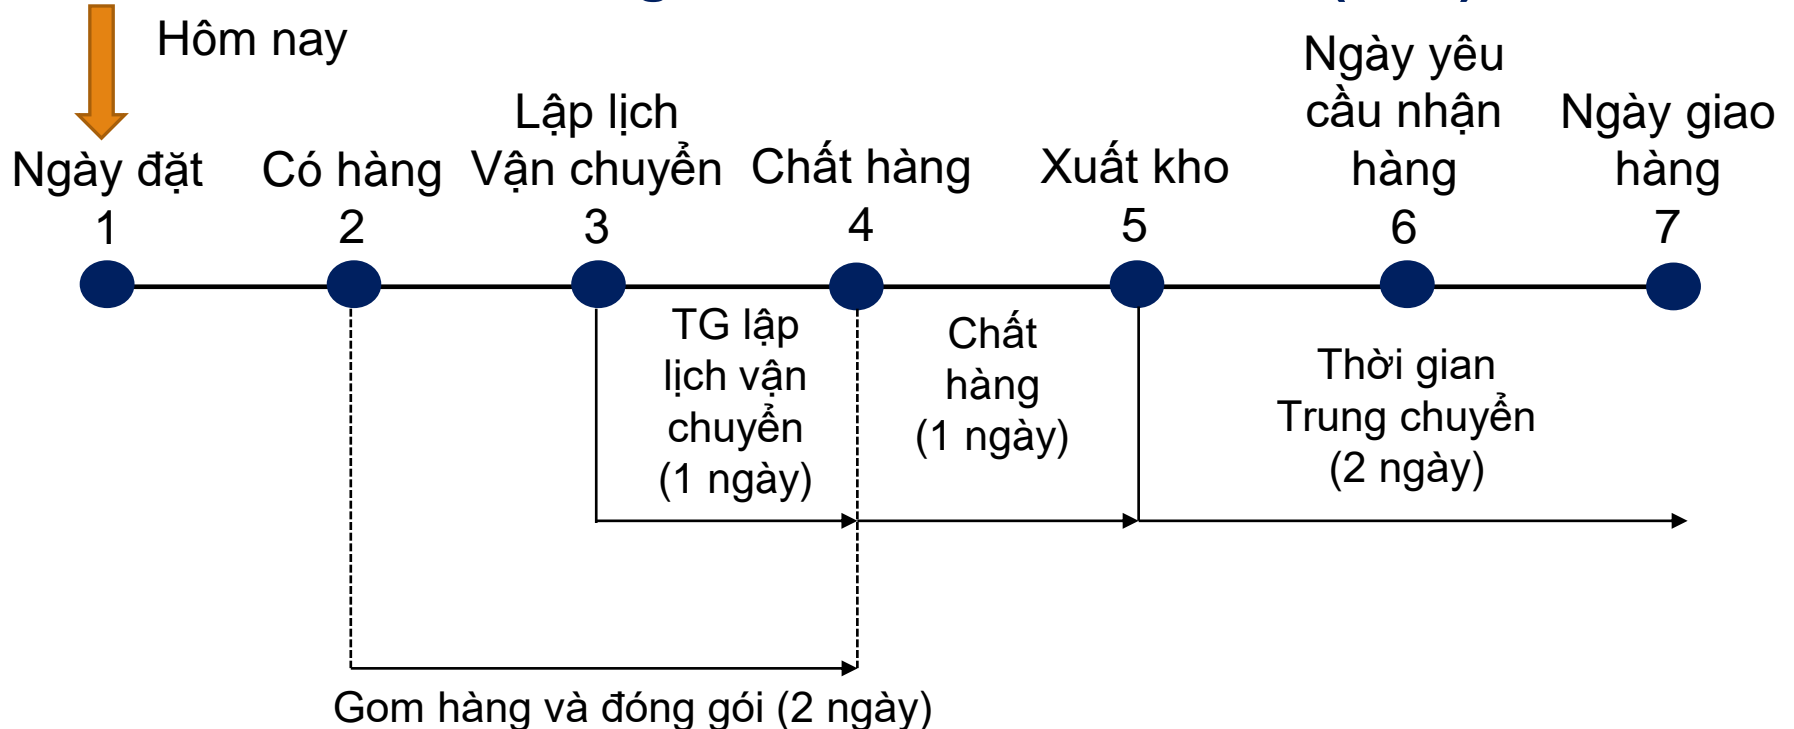 Hôm nay
Ngày đặt
1
Có hàng
2
Lập lịch
Vận chuyển
3
Chất hàng
4
Xuất kho
5
Ngày yêu
cầu nhận
hàng
6
Ngày giao
hàng
7
TG lập
lịch vận
chuyển
(1 ngày)
Chất
hàng
(1 ngày)
Thời gian
Trung chuyển
(2 ngày)
Gom hàng và đóng gói (2 ngày)